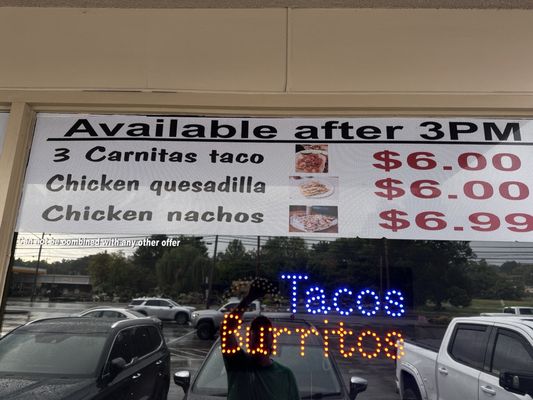 Available after 3PM
3 Carnitas taco $6.00
Chicken quesadilla $6.00
Chicken nachos $6.99
*An not be combined with any other offer
Tacos
Burritos